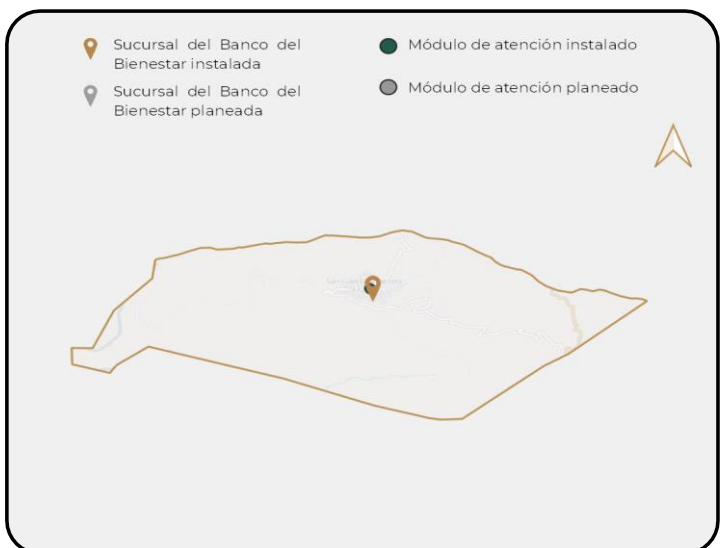 Sucursal del Banco del
Bienestar instalada
Sucursal del Banco del
Bienestar planeada
Módulo de atención instalado
Módulo de atención planeado